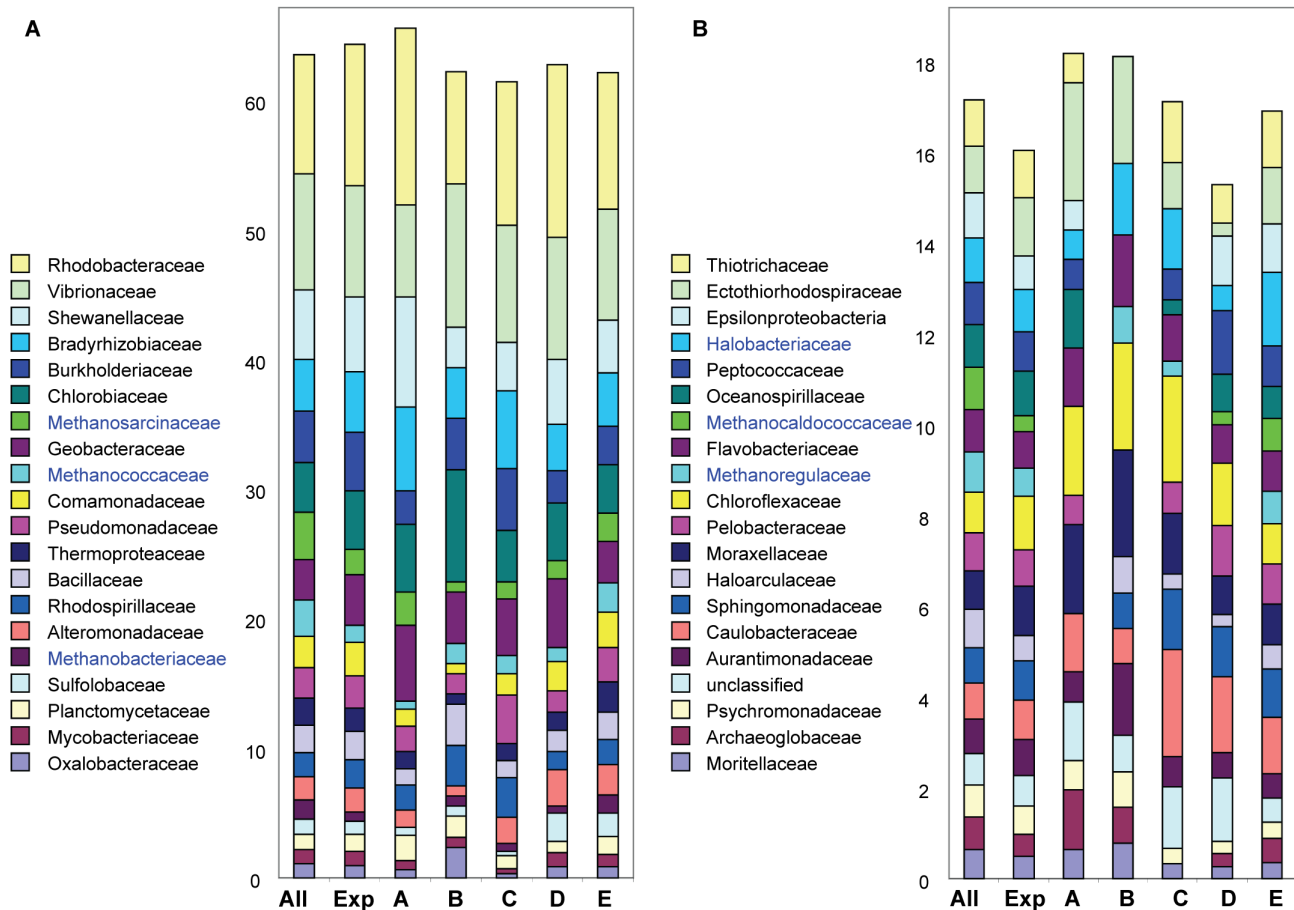 A
60
50
40
30
20
10
0
Rhodobacteraceae
Vibrionaceae
Shewanellaceae
Bradyrhizobiaceae
Burkholderiaceae
Chlorobiaceae
Methanosarcinaceae
Geobacteraceae
Methanococcaceae
Comamonadaceae
Pseudomonadaceae
Thermoproteaceae
Bacillaceae
Rhodospirillaceae
Alteromonadaceae
Methanobacteriaceae
Sulfolobaceae
Planctomycetaceae
Mycobacteriaceae
Oxalobacteraceae
All Exp A B C D E
B
18
16
14
12
10
8
6
4
2
0
Thiotrichaceae
Ectothiorhodospiraceae
Epsilonproteobacteria
Halobacteriaceae
Peptococcaceae
Oceanospirillaceae
Methanocaldococcaceae
Flavobacteriaceae
Methanoregulaceae
Chloroflexaceae
Pelobacteraceae
Moraxellaceae
Haloarculaceae
Sphingomonadaceae
Caulobacteraceae
Aurantimonadaceae
unclassified
Psychromonadaceae
Archaeoglobaceae
Moritellaceae
All Exp A B C D E